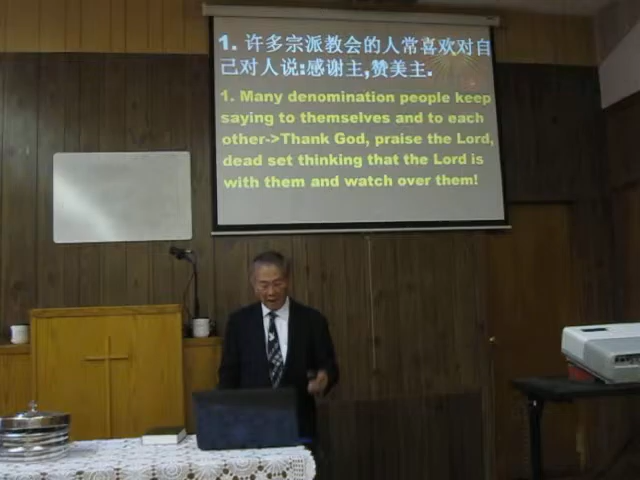 1. 许多宗派教会的人常喜欢对自
己对人说:感谢主,赞美主.
1. Many denomination people keep
saying to themselves and to each
other->Thank God, praise the Lord,
dead set thinking that the Lord is
with them and watch over them!